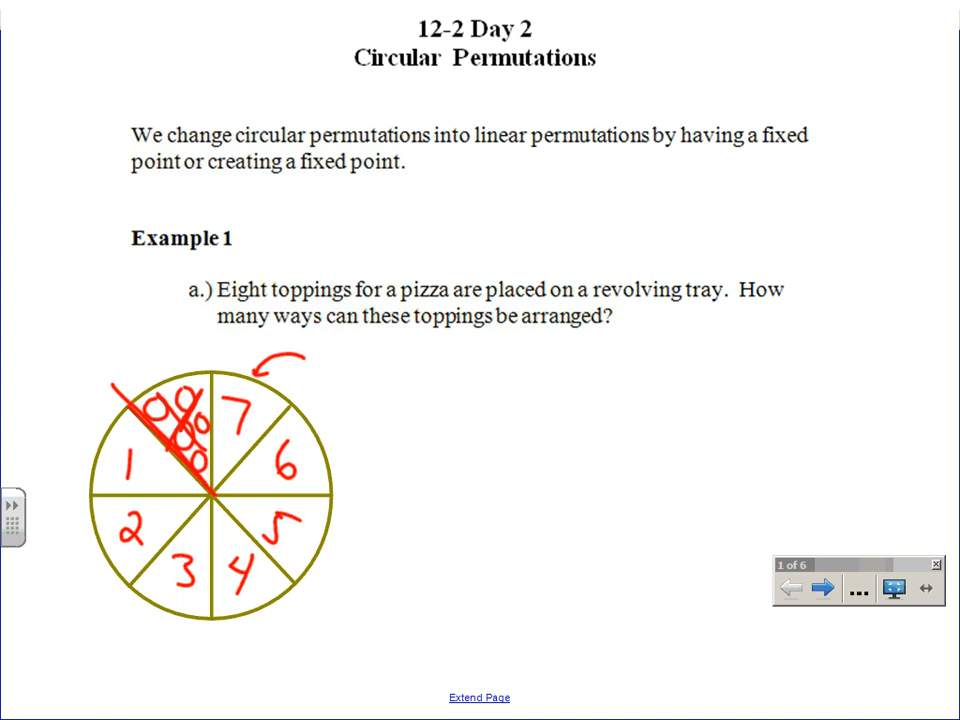 12-2 Day 2
Circular Permutations
We change circular permutations into linear permutations by having a fixed
point or creating a fixed point.
Example 1
a.) Eight toppings for a pizza are placed on a revolving tray. How
many ways can these toppings be arranged?
7
1
6
2
5
3
4
1 of 6
...
Extend Page